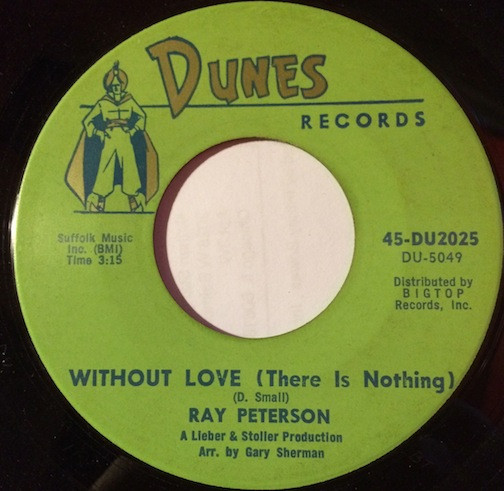 DUNES
RECORDS
Suffolk Music
Inc. (BMI)
Time 3:15
45-DU2025
DU-5049
Distributed by
BIGTOP
Records, Inc.
WITHOUT LOVE (There Is Nothing)
(D. Small)
RAY PETERSON
A Lieber & Stoller Production
Arr. by Gary Sherman